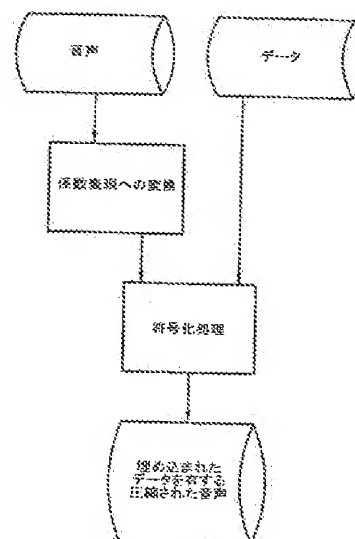 音声
データ
係数表現への変換
符号化処理
埋め込まれた
データを有する
圧縮された音声